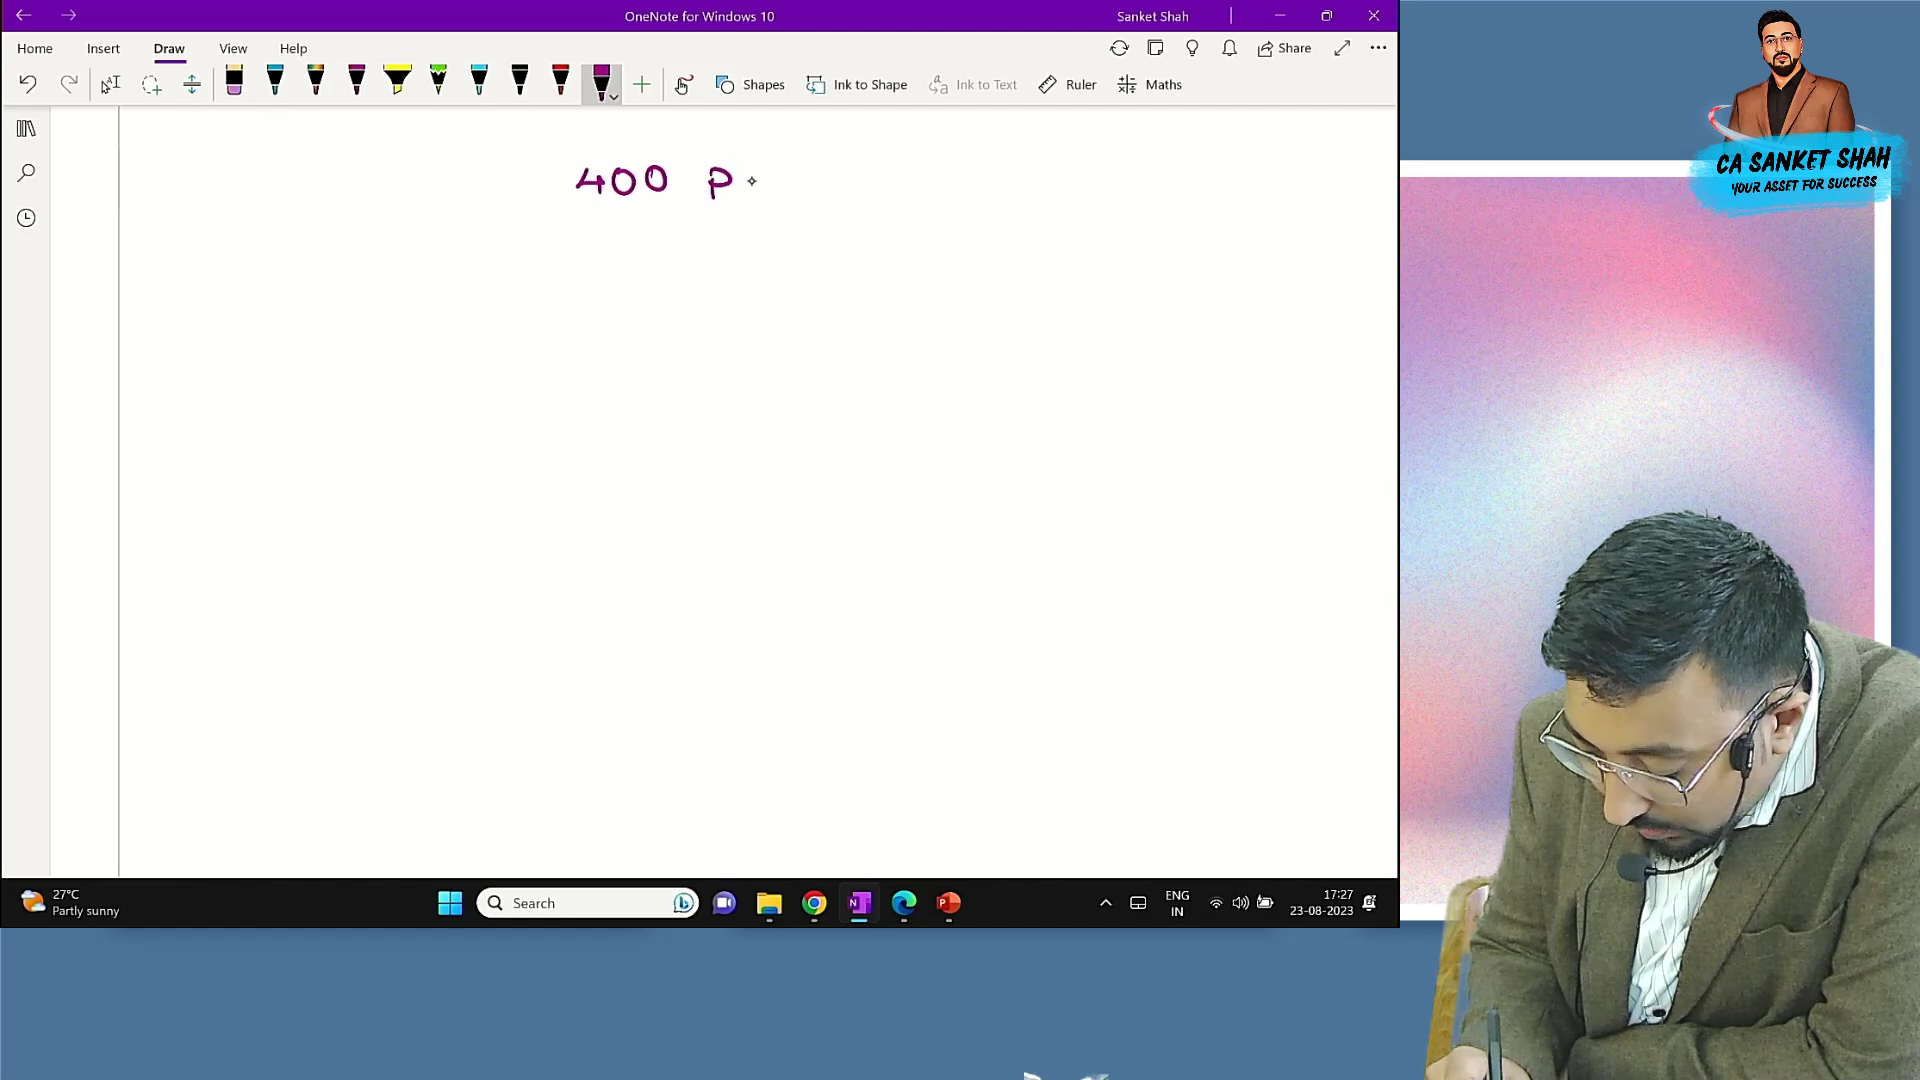 OneNote for Windows 10
Sanket Shah
Home Insert Draw View Help
Share
Shapes Ink to Shape Ink to Text Ruler Maths
CA SANKET SHAH
YOUR ASSET FOR SUCCESS
400 P
27°C
Partly sunny
Search
ENG
IN
17:27
23-08-2023